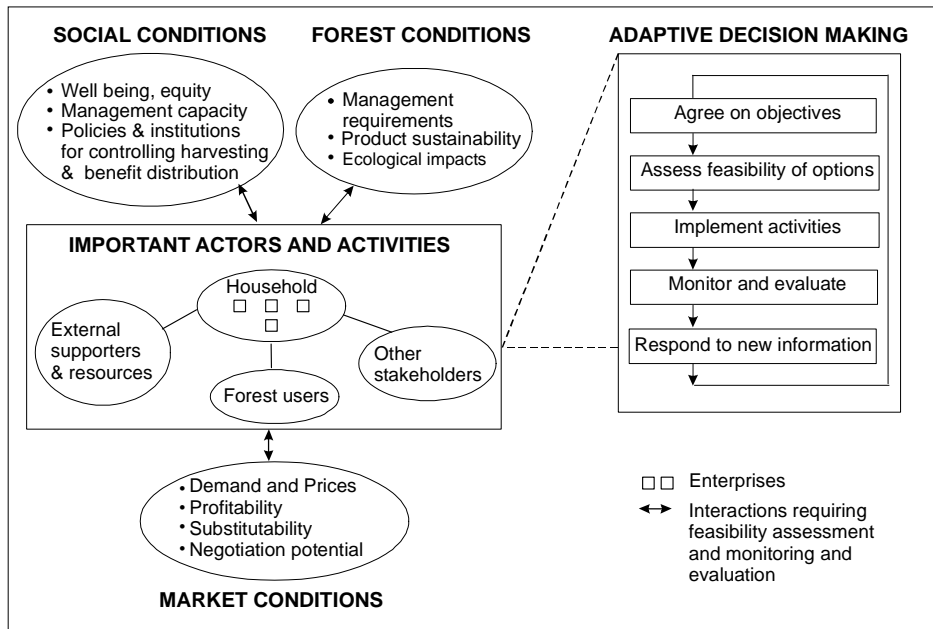 SOCIAL CONDITIONS
• Well being, equity
• Management capacity
• Policies & institutions
for controlling harvesting
& benefit distribution
FOREST CONDITIONS
• Management
requirements
• Product sustainability
• Ecological impacts
IMPORTANT ACTORS AND ACTIVITIES
Household
External
supporters
& resources
Other
stakeholders
Forest users
• Demand and Prices
• Profitability
• Substitutability
• Negotiation potential
MARKET CONDITIONS
ADAPTIVE DECISION MAKING
Agree on objectives
Assess feasibility of options
Implement activities
Monitor and evaluate
Respond to new information
Enterprises
Interactions requiring
feasibility assessment
and monitoring and
evaluation